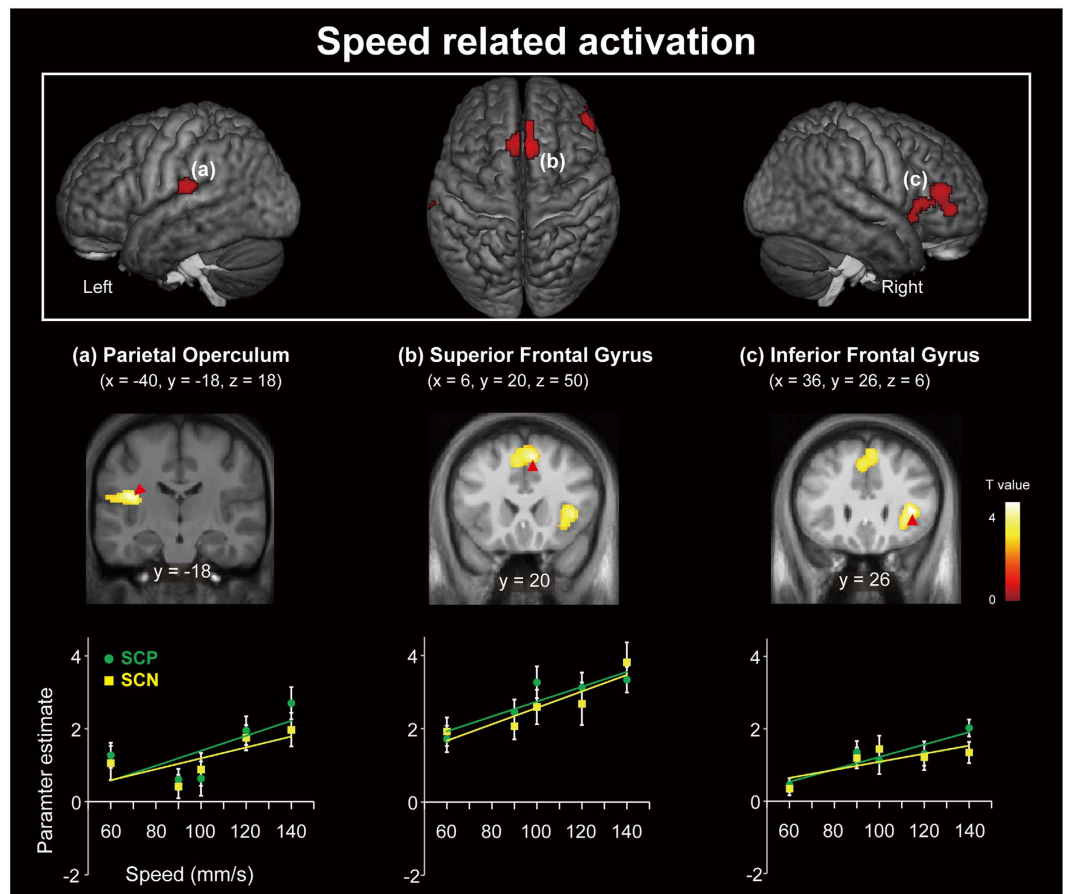 Speed related activation
(a)
(b)
(c)
Left
Right
(a) Parietal Operculum
(x = -40, y = -18, z = 18)
(b) Superior Frontal Gyrus
(x = 6, y = 20, z = 50)
(c) Inferior Frontal Gyrus
(x = 36, y = 26, z = 6)
T value
4
0
y = -18
y = 20
y = 26
Paramter estimate
4
2
0
-2
SCP
SCN
60 80 100 120 140
Speed (mm/s)
4
2
0
-2
60 80 100 120 140
4
2
0
-2
60 80 100 120 140